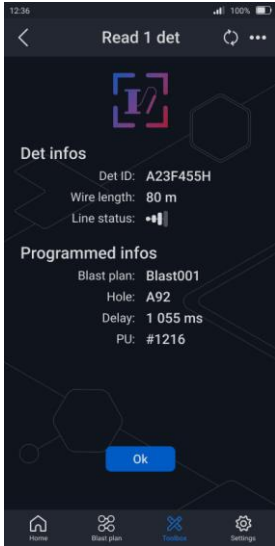 12:36
100%
Read 1 det
Det infos
Det ID: A23F455H
Wire length: 80 m
Line status:
Programmed infos
Blast plan: Blast001
Hole: A92
Delay: 1 055 ms
PU: #1216
Ok
Home Blast plan Toolbox Settings